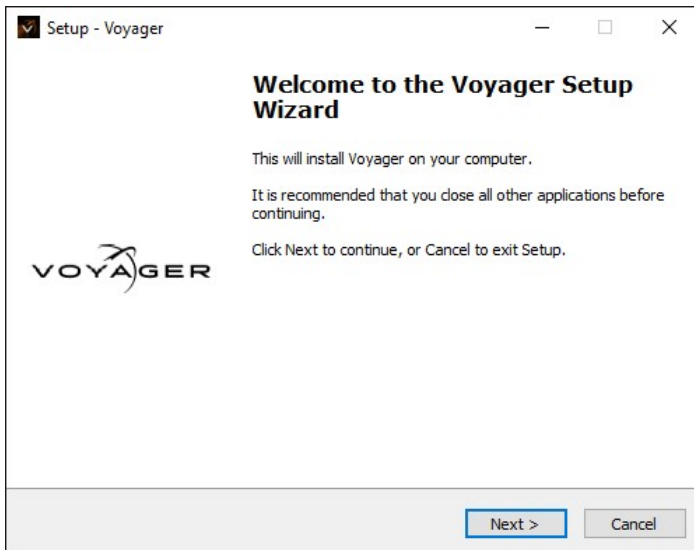 Setup - Voyager
Welcome to the Voyager Setup
Wizard
This will install Voyager on your computer.
It is recommended that you close all other applications before
continuing.
Click Next to continue, or Cancel to exit Setup.
VOYAGER
Next >
Cancel